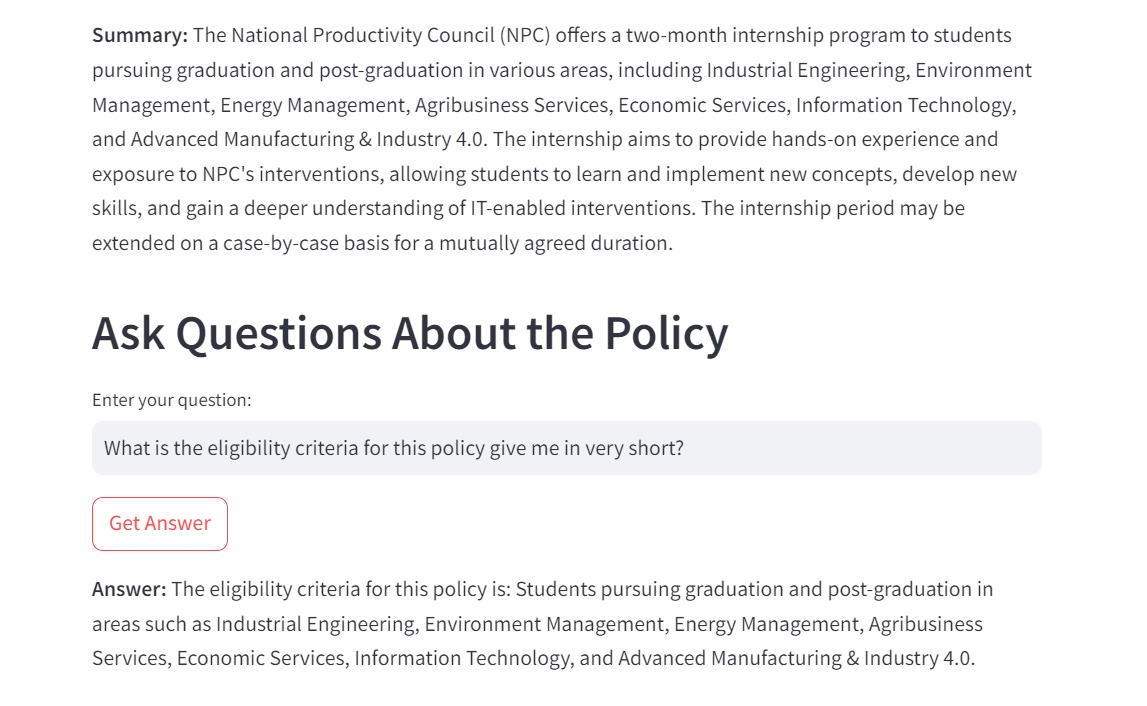 Summary: The National Productivity Council (NPC) offers a two-month internship program to students
pursuing graduation and post-graduation in various areas, including Industrial Engineering, Environment
Management, Energy Management, Agribusiness Services, Economic Services, Information Technology,
and Advanced Manufacturing & Industry 4.0. The internship aims to provide hands-on experience and
exposure to NPC's interventions, allowing students to learn and implement new concepts, develop new
skills, and gain a deeper understanding of IT-enabled interventions. The internship period may be
extended on a case-by-case basis for a mutually agreed duration.
Ask Questions About the Policy
Enter your question:
What is the eligibility criteria for this policy give me in very short?
Get Answer
Answer: The eligibility criteria for this policy is: Students pursuing graduation and post-graduation in
areas such as Industrial Engineering, Environment Management, Energy Management, Agribusiness
Services, Economic Services, Information Technology, and Advanced Manufacturing & Industry 4.0.